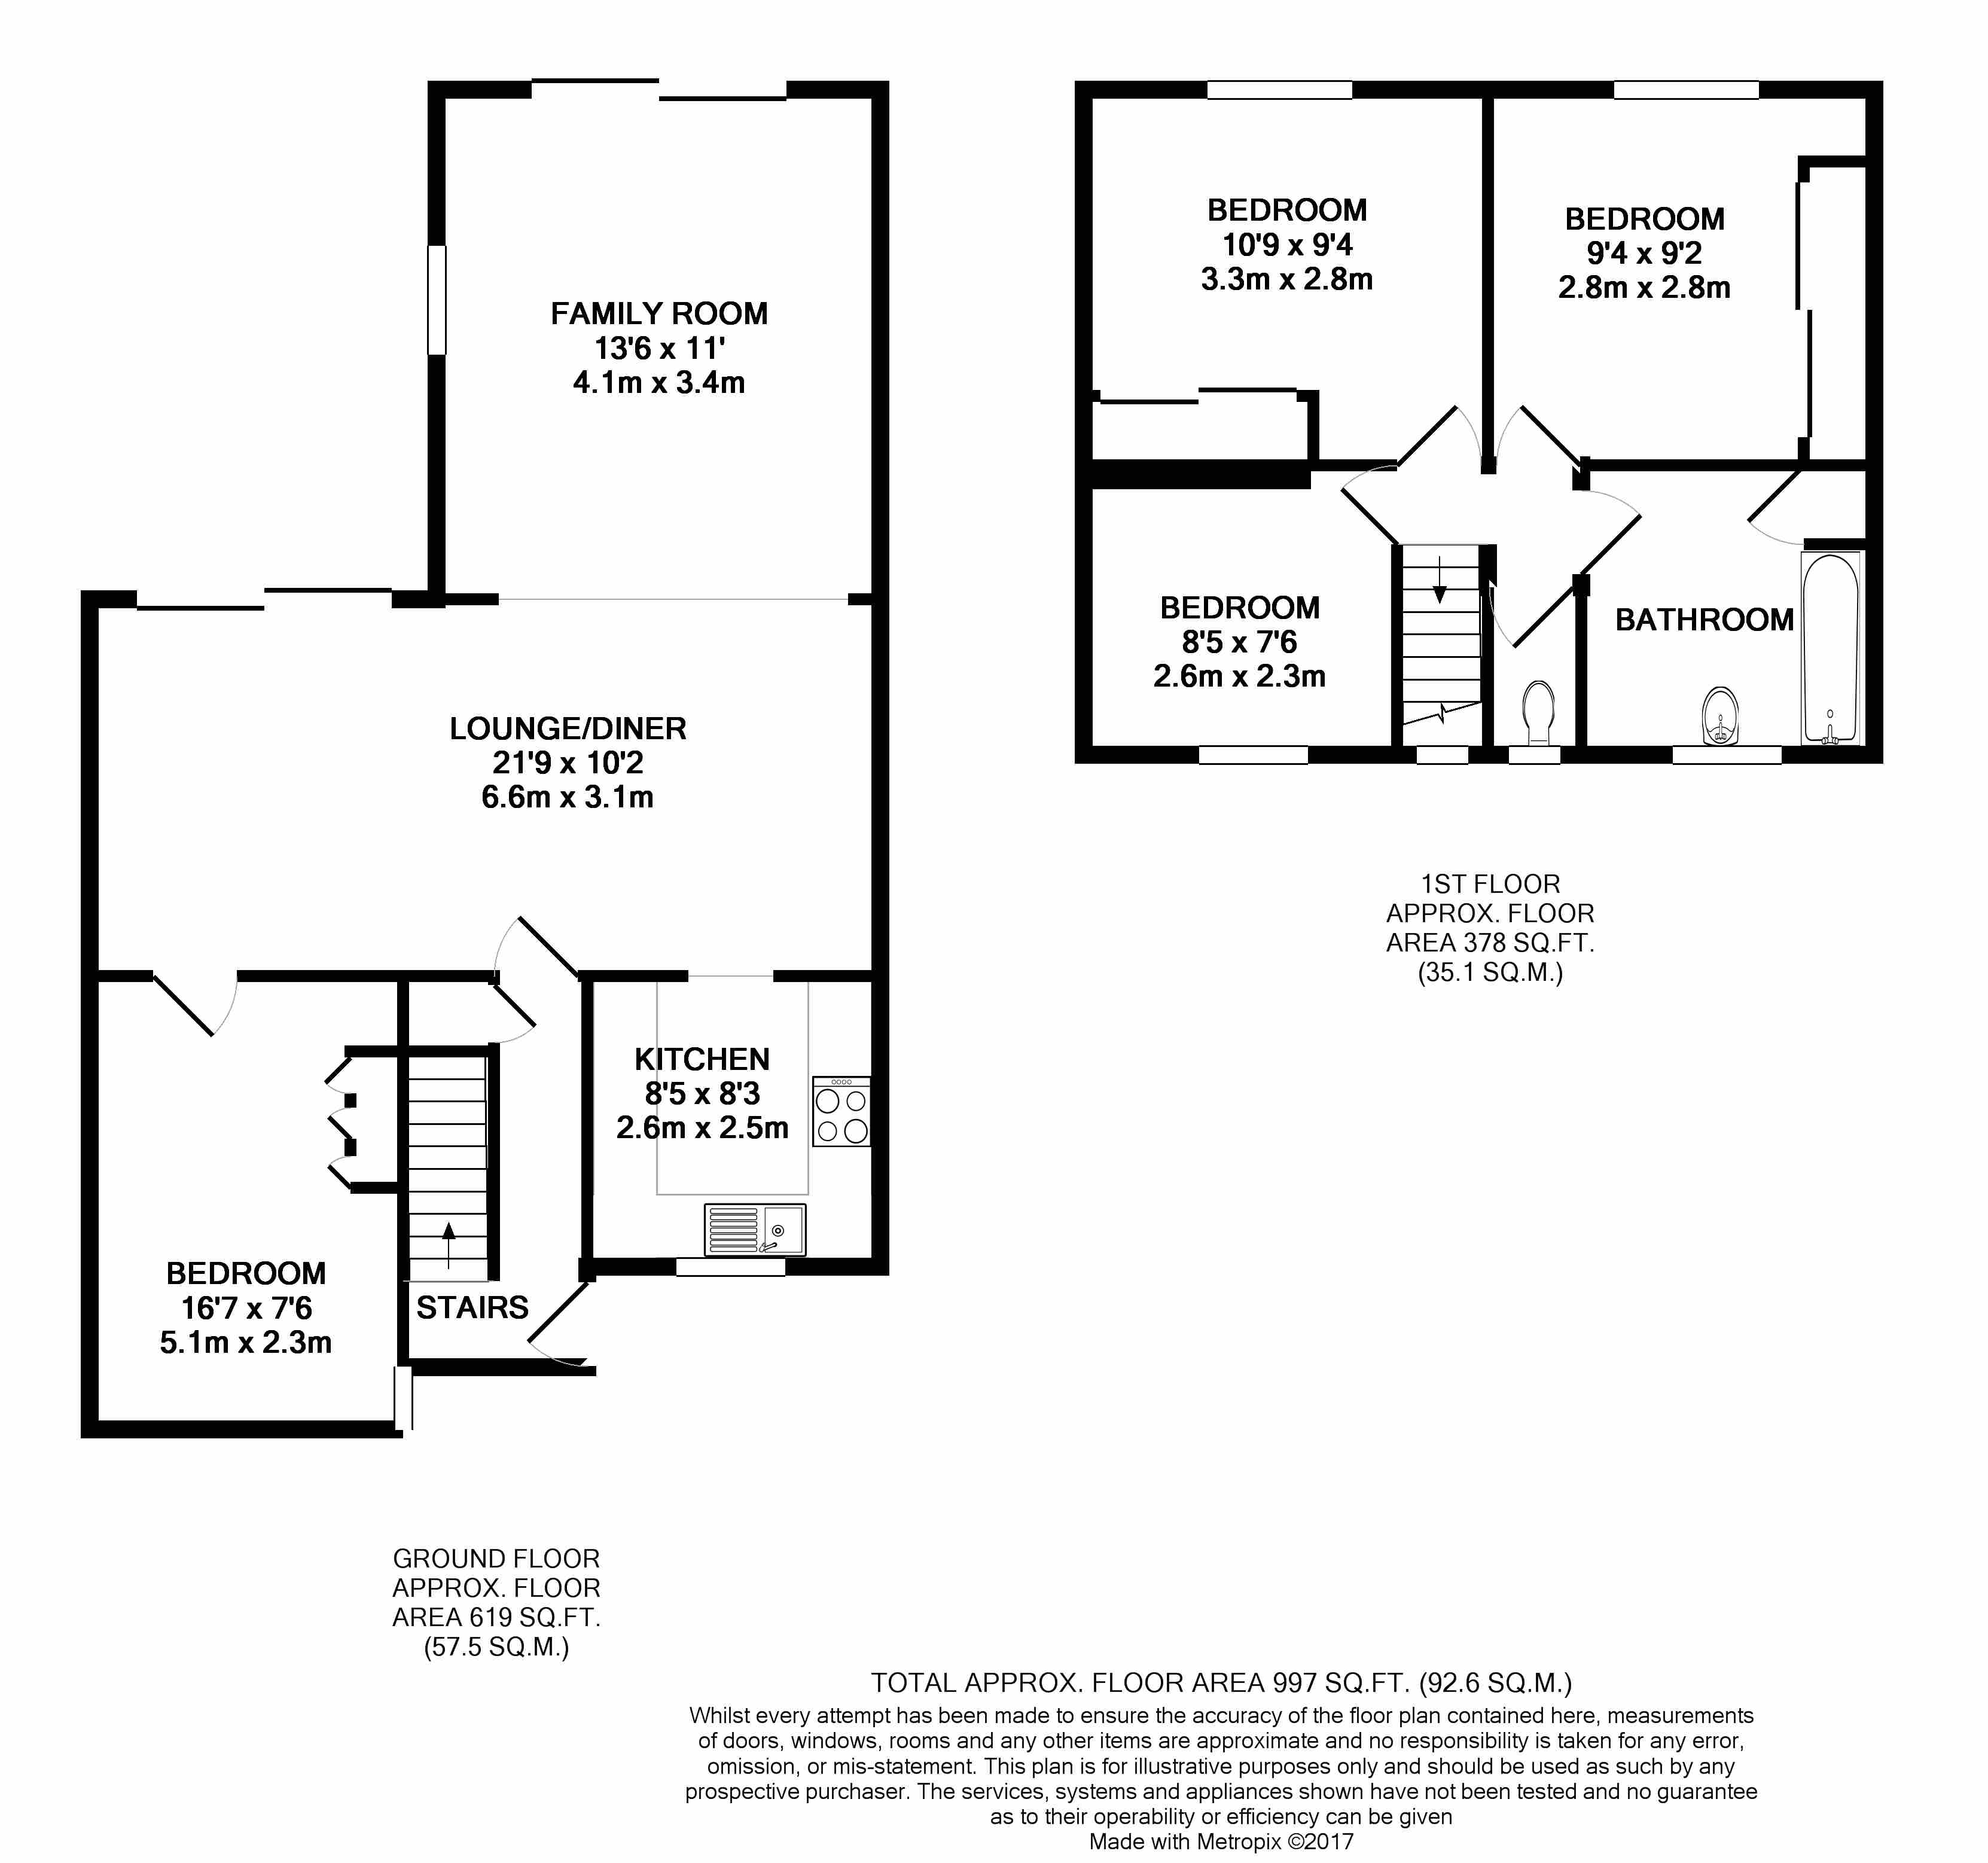 FAMILY ROOM
13'6 x 11'
4.1m x 3.4m
LOUNGE/DINER
21'9 x 10'2
6.6m x 3.1m
KITCHEN
8'5 x 8'3
2.6m x 2.5m
BEDROOM
16'7 x 7'6
5.1m x 2.3m
STAIRS
GROUND FLOOR
APPROX. FLOOR
AREA 619 SQ.FT.
(57.5 SQ.M.)
BEDROOM
10'9 x 9'4
3.3m x 2.8m
BEDROOM
9'4 x 9'2
2.8m x 2.8m
BEDROOM
8'5 x 7'6
2.6m x 2.3m
BATHROOM
1ST FLOOR
APPROX. FLOOR
AREA 378 SQ.FT.
(35.1 SQ.M.)
TOTAL APPROX. FLOOR AREA 997 SQ.FT. (92.6 SQ.M.)
Whilst every attempt has been made to ensure the accuracy of the floor plan contained here, measurements
of doors, windows, rooms and any other items are approximate and no responsibility is taken for any error,
omission, or mis-statement. This plan is for illustrative purposes only and should be used as such by any
prospective purchaser. The services, systems and appliances shown have not been tested and no guarantee
as to their operability or efficiency can be given
Made with Metropix ©2017